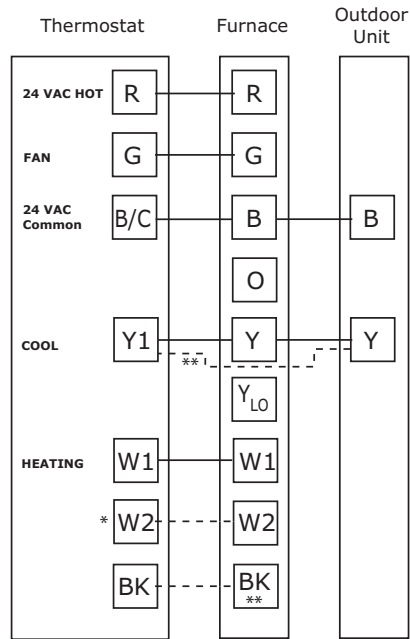 Thermostat Furnace Outdoor
Unit
24 VAC HOT R R
FAN G G
24 VAC
Common B/C B B
O
COOL Y1 Y Y
**
YLO
HEATING W1 W1
* W2 W2
BK BK
**